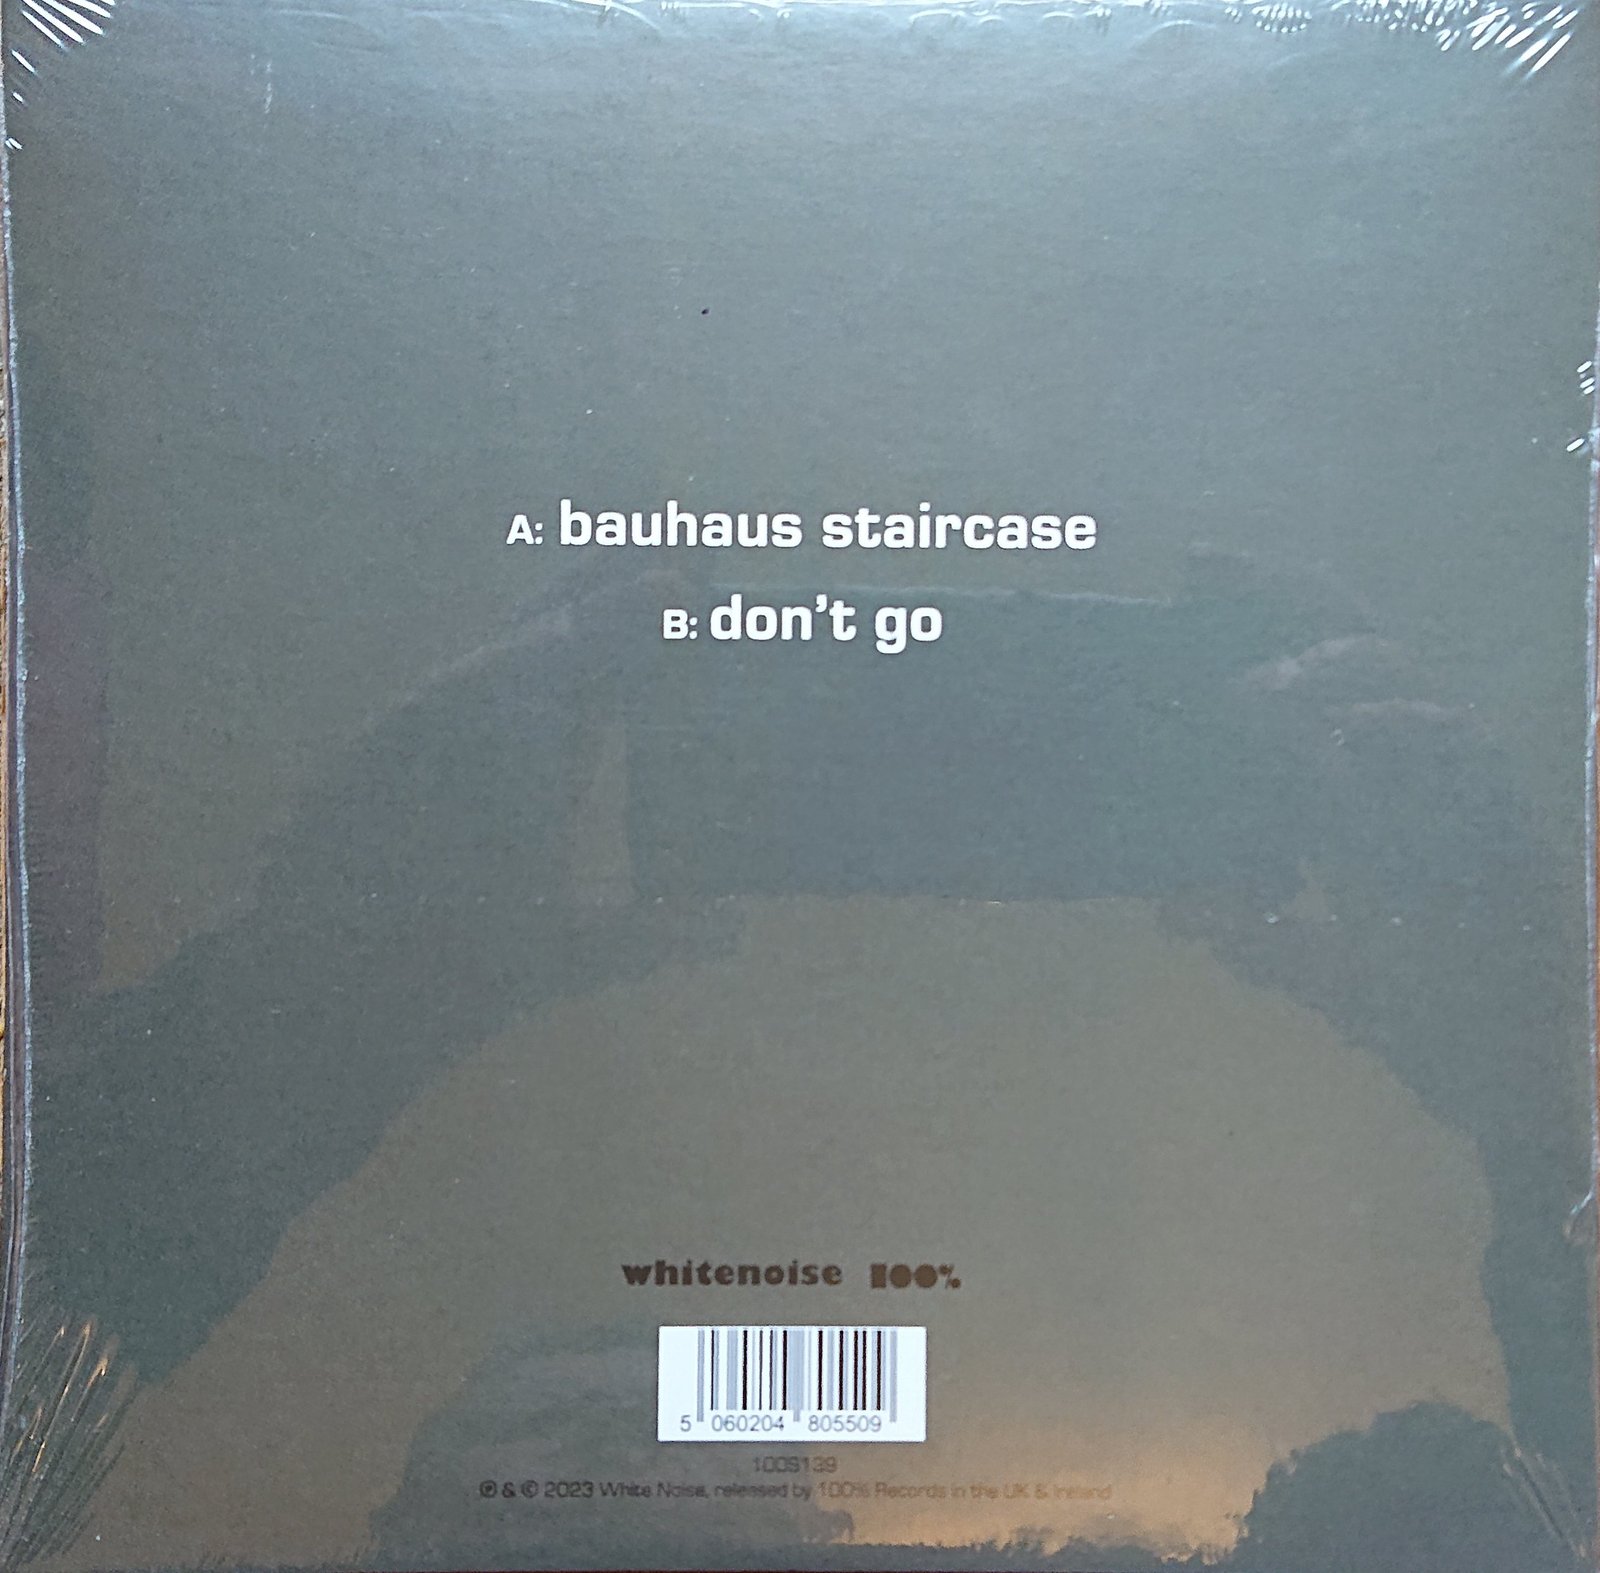 A: bauhaus staircase
B: don't go
whitenoise 100%
5 060204 805509
100S139
℗ & © 2023 White Noise, released by 100% Records in the UK & Ireland